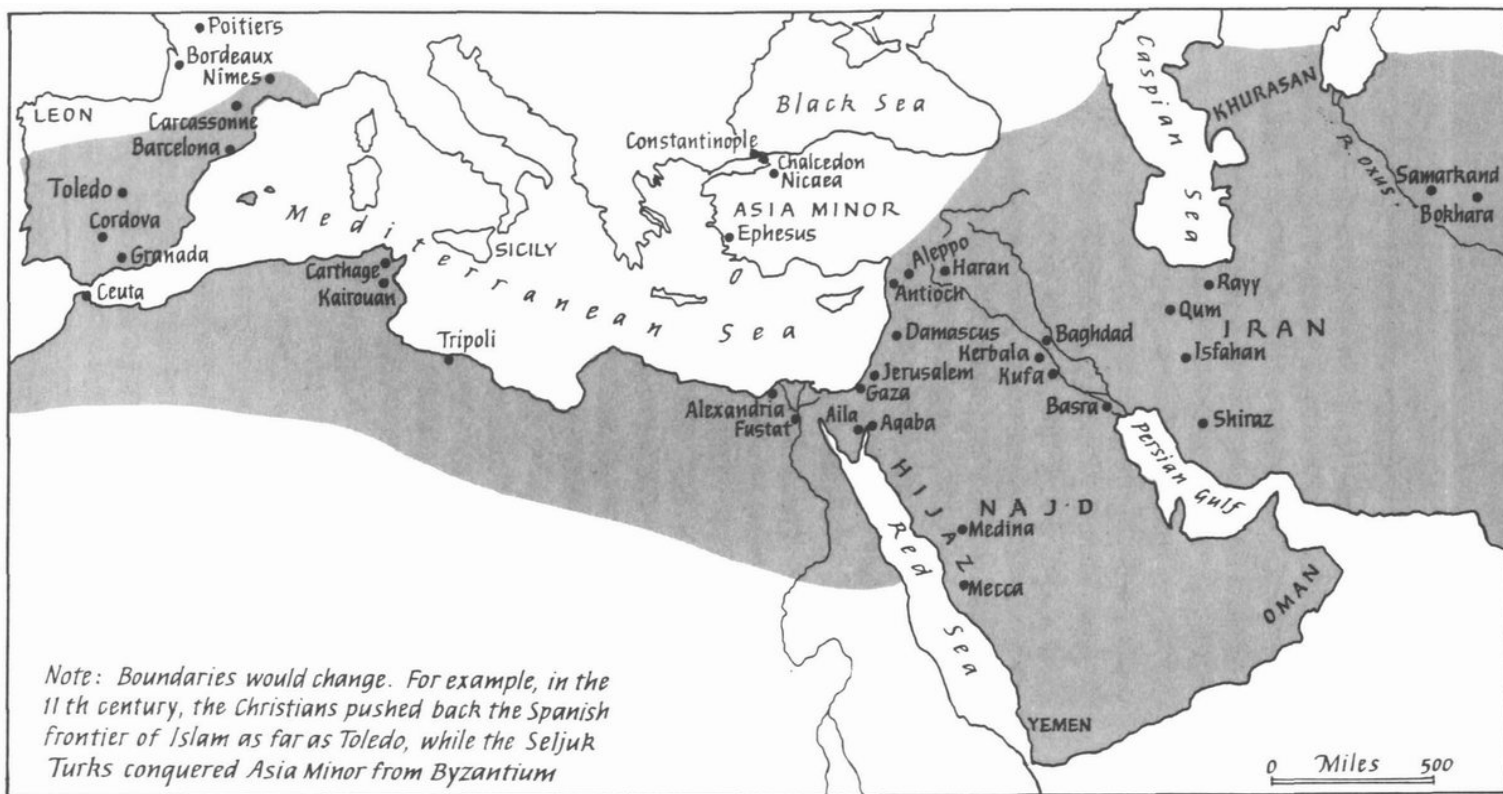 Poitiers
Bordeaux
Nîmes
LEON
Carcassonne
Barcelona
Toledo
Cordova
Granada
Ceuta
Mediterranean Sea
Carthage
Kairouan
SICILY
Tripoli
Black Sea
Constantinople
Chalcedon
Nicaea
ASIA MINOR
Ephesus
Caspian Sea
KHURASAN
R. OXUS
Samarkand
Bokhara
Aleppo
Haran
Antioch
Rayy
Qum
IRAN
Damascus
Baghdad
Kerbala
Isfahan
Jerusalem
Kufa
Gaza
Basra
Alexandria
Fustat
Aila
Aqaba
Shiraz
Persian Gulf
HIJAZ
NAJD
Medina
Red Sea
Mecca
OMAN
YEMEN
Note: Boundaries would change. For example, in the
11th century, the Christians pushed back the Spanish
frontier of Islam as far as Toledo, while the Seljuk
Turks conquered Asia Minor from Byzantium
0 Miles 500